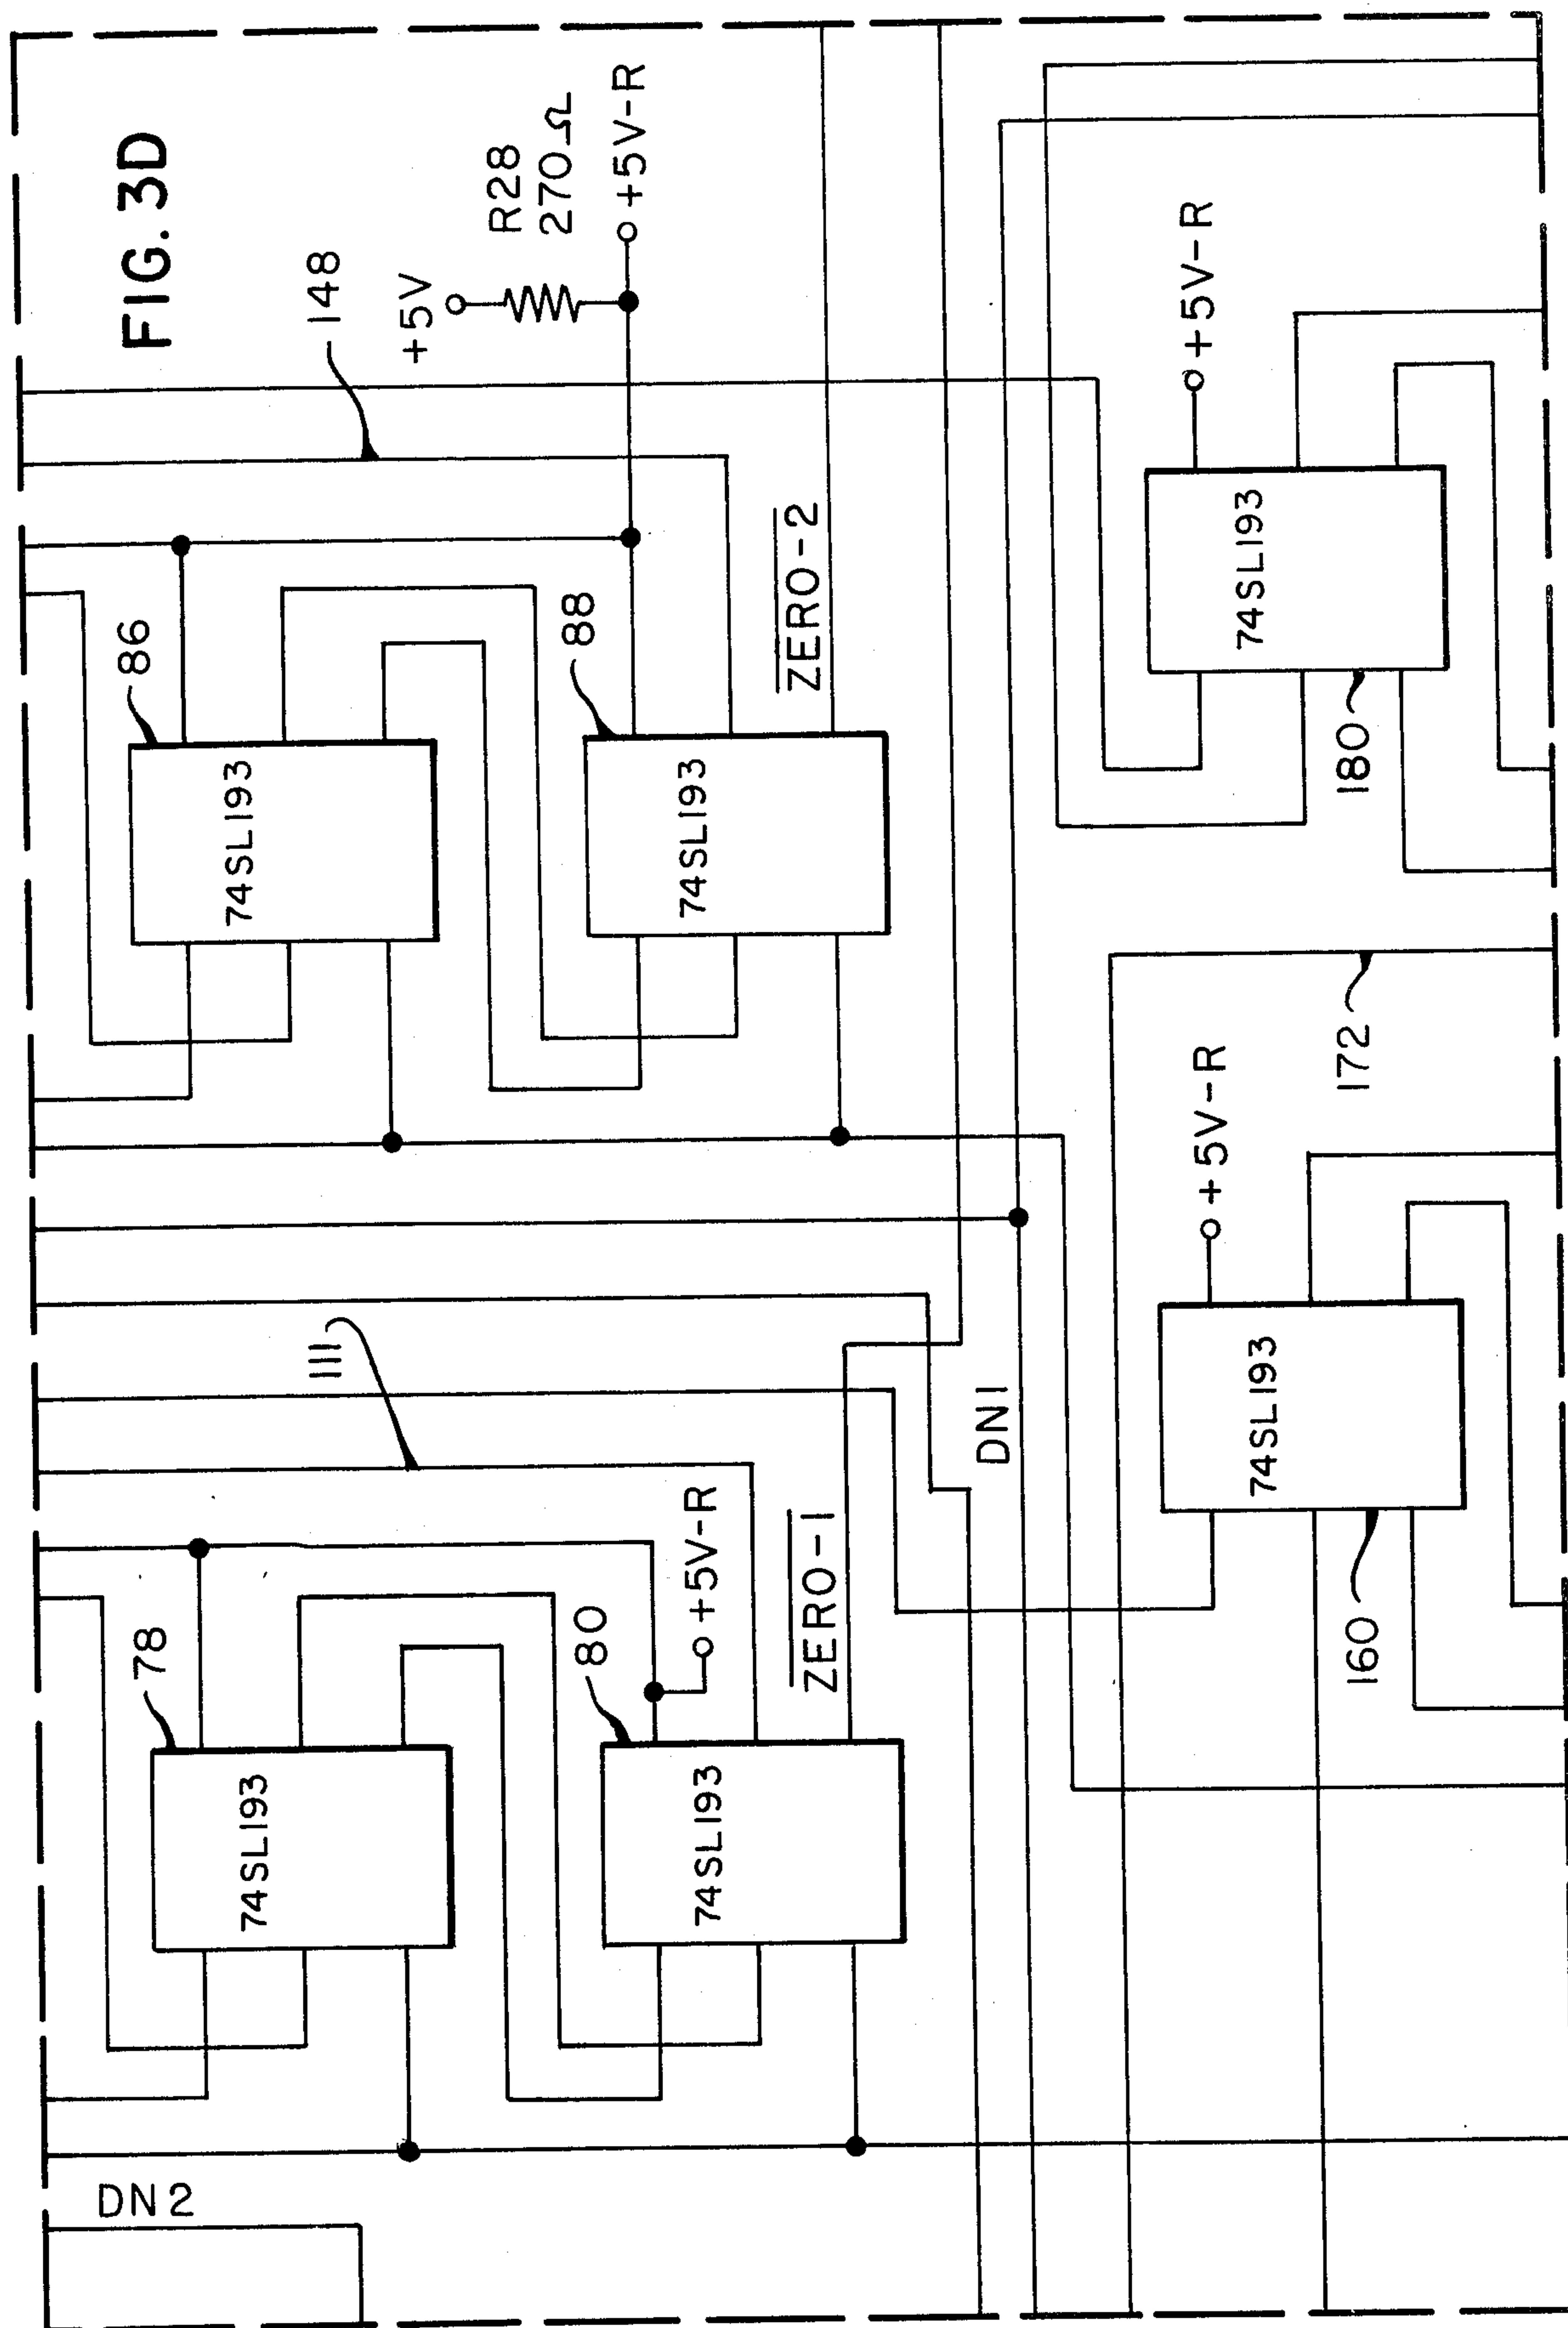 FIG. 3D
148
+5V
R28
270Ω
+5V-R
86
74SL193
88
74SL193
ZERO-2
111
78
74SL193
80
74SL193
+5V-R
ZERO-1
DN2
DN1
+5V-R
74SL193
180
172
+5V-R
74SL193
160